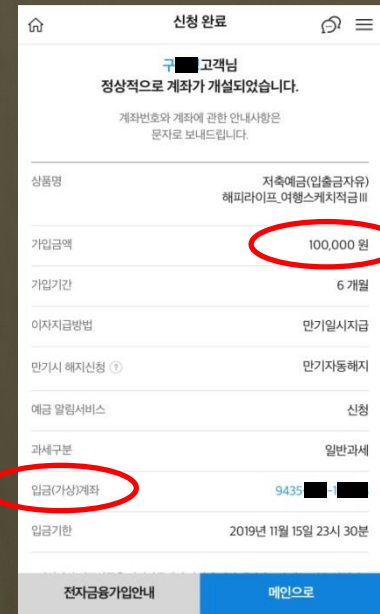 신청 완료
구 고객님
정상적으로 계좌가 개설되었습니다.
계좌번호와 계좌에 관한 안내사항은
문자로 보내드립니다.
상품명 저축예금(입출금자유)
해피라이프_여행스케치적금Ⅲ
가입금액 100,000 원
가입기간 6 개월
이자지급방법 만기일시지급
만기시 해지신청 ? 만기자동해지
예금 알림서비스 신청
과세구분 일반과세
입금(가상)계좌 9435- -1
입금기한 2019년 11월 15일 23시 30분
전자금융가입안내 메인으로